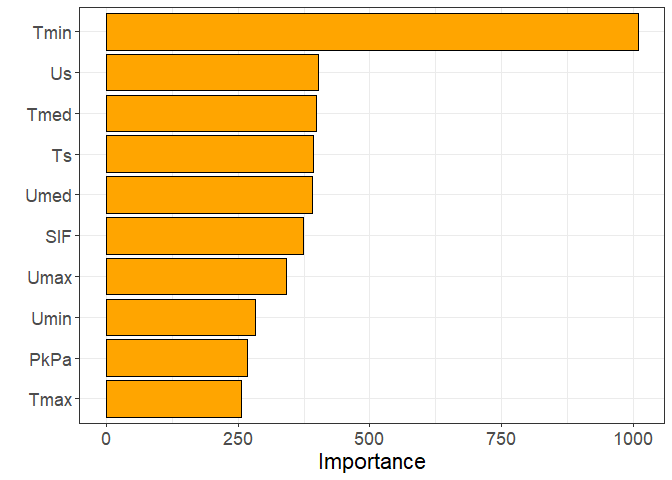 Tmin
Us
Tmed
Ts
Umed
SIF
Umax
Umin
PkPa
Tmax
0 250 500 750 1000
Importance